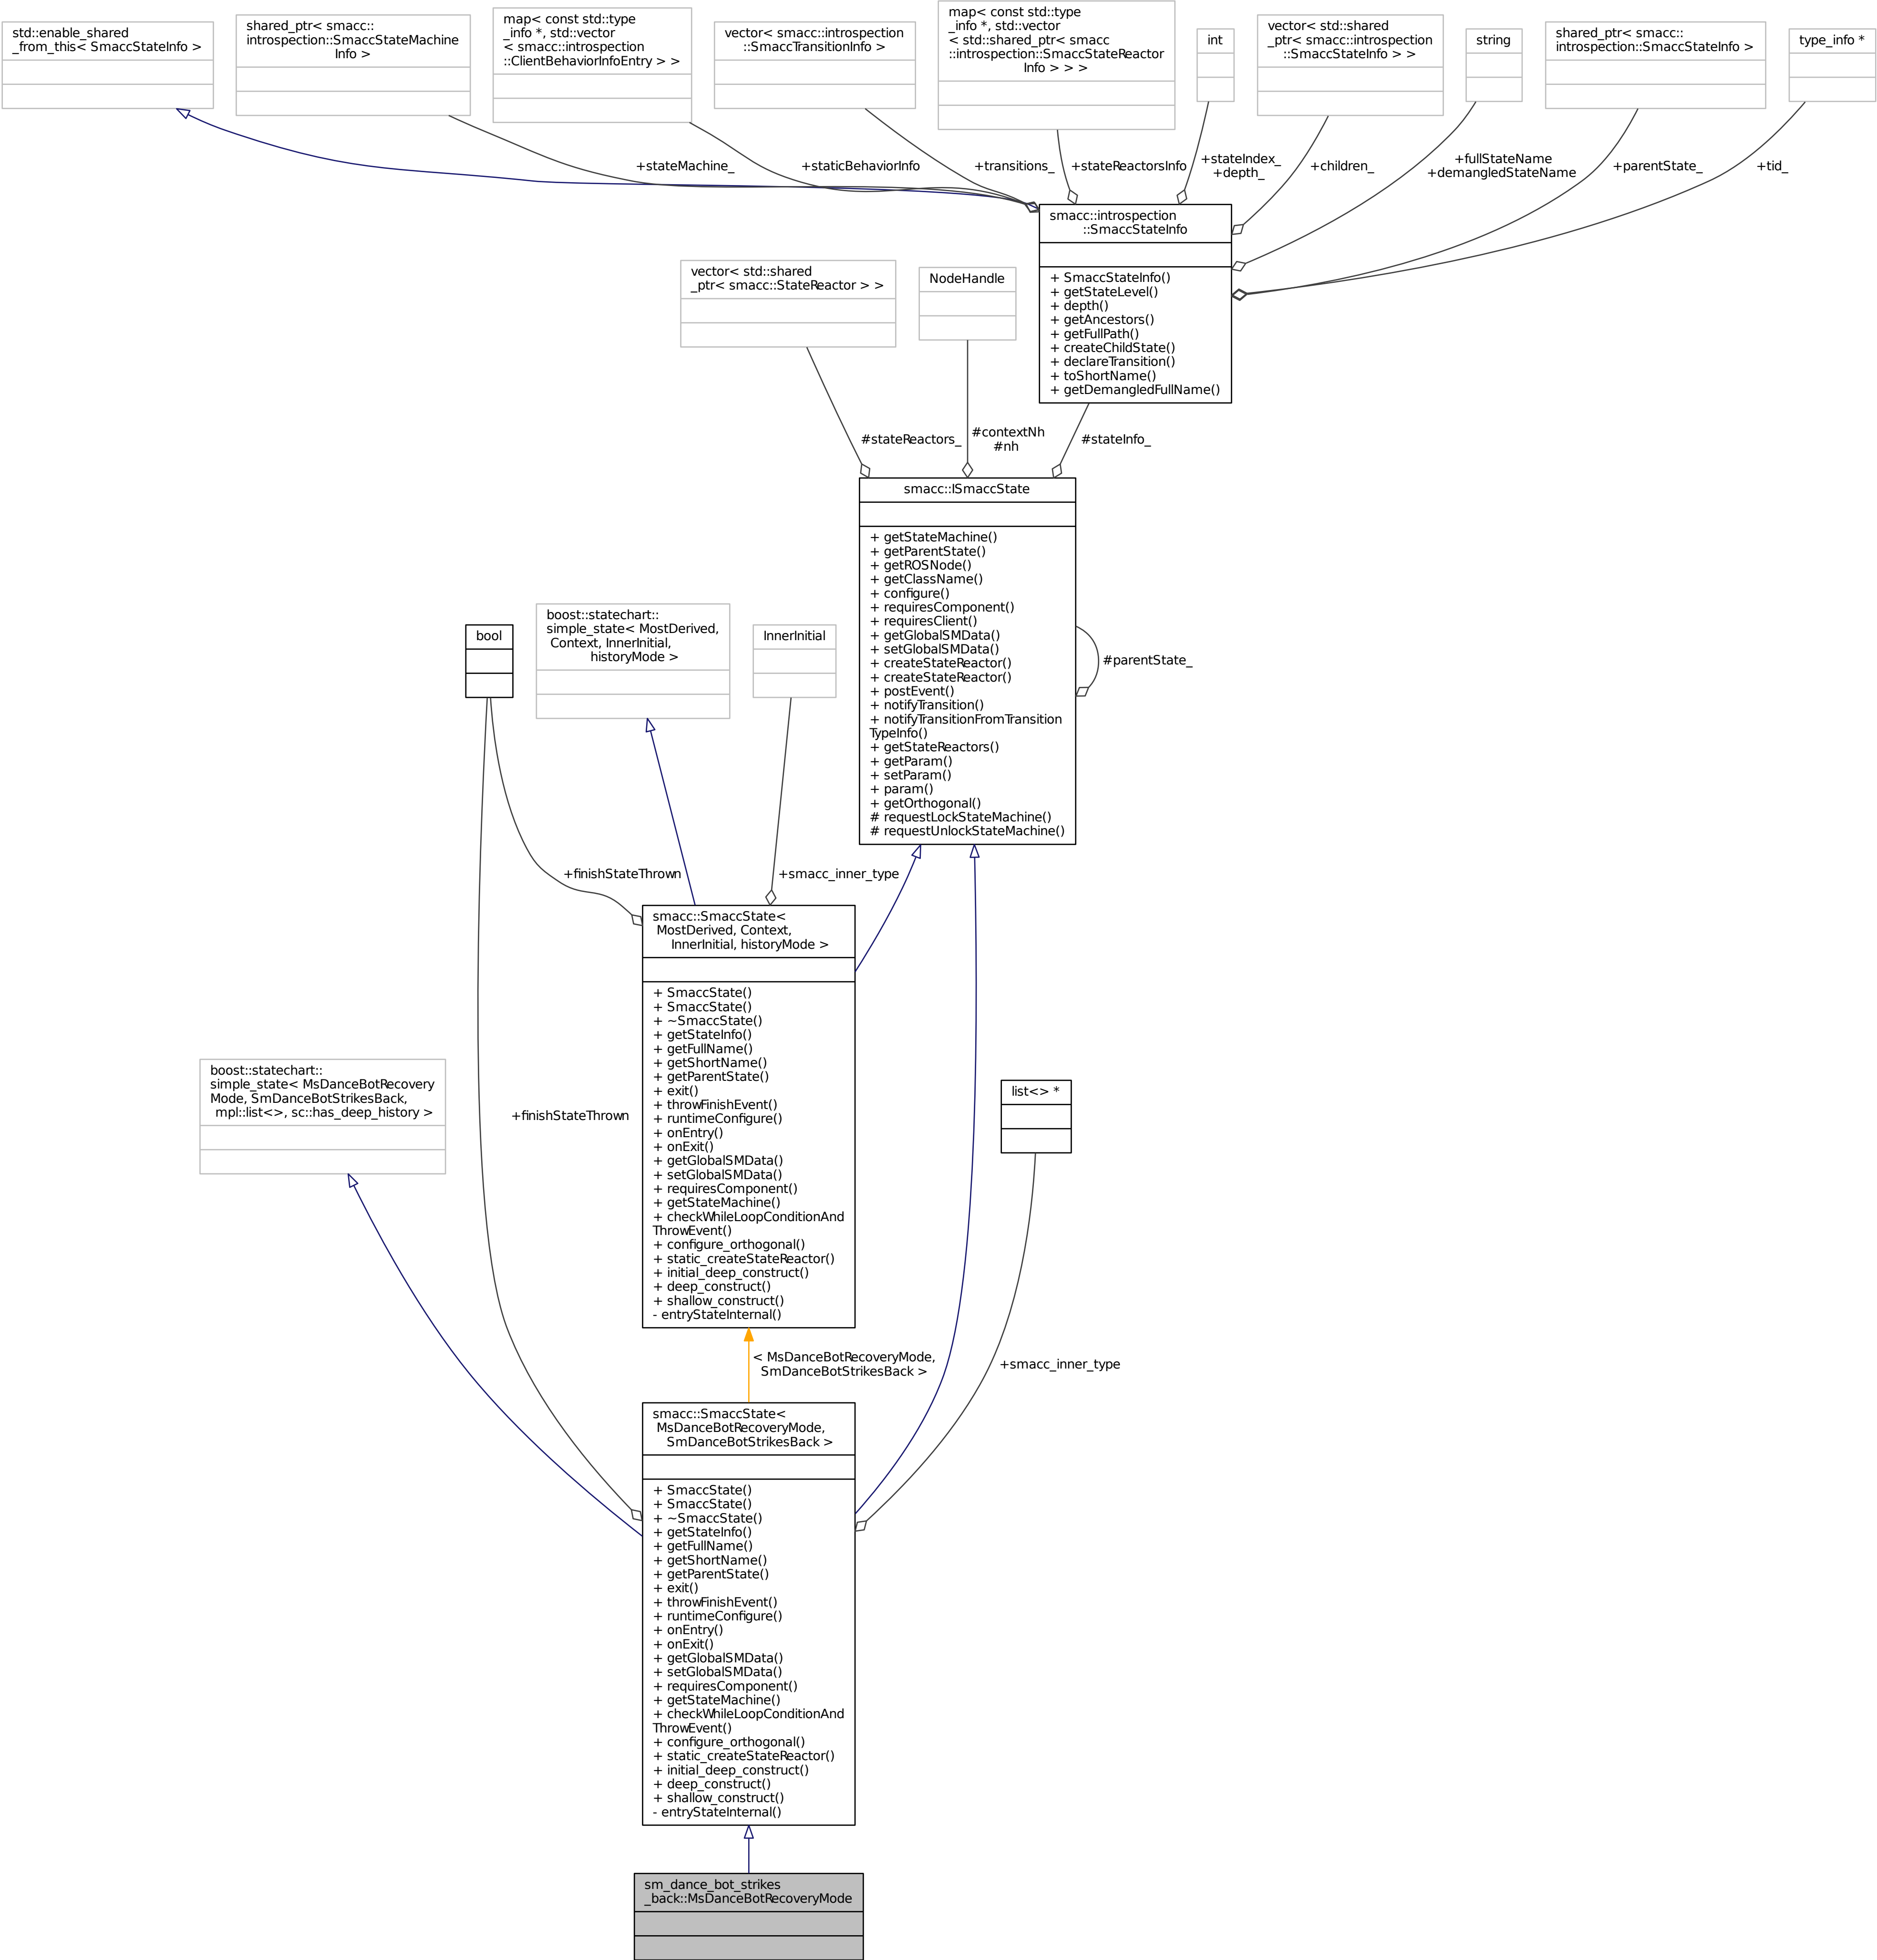 std::enable_shared
_from_this< SmaccStateInfo >
shared_ptr< smacc::
introspection::SmaccStateMachine
Info >
map< const std::type
_info *, std::vector
< smacc::introspection
::ClientBehaviorInfoEntry > >
vector< smacc::introspection
::SmaccTransitionInfo >
map< const std::type
_info *, std::vector
< std::shared_ptr< smacc
::introspection::SmaccStateReactor
Info > > >
int
vector< std::shared
_ptr< smacc::introspection
::SmaccStateInfo > >
string
shared_ptr< smacc::
introspection::SmaccStateInfo >
type_info *
+stateMachine_
+staticBehaviorInfo
+transitions_
+stateReactorsInfo
+stateIndex_
+depth_
+children_
+fullStateName
+demangledStateName
+parentState_
+tid_
smacc::introspection
::SmaccStateInfo
+ SmaccStateInfo()
+ getStateLevel()
+ depth()
+ getAncestors()
+ getFullPath()
+ createChildState()
+ declareTransition()
+ toShortName()
+ getDemangledFullName()
vector< std::shared
_ptr< smacc::StateReactor > >
NodeHandle
#stateReactors_
#contextNh
#nh
#stateInfo_
smacc::ISmaccState
+ getStateMachine()
+ getParentState()
+ getROSNode()
+ getClassName()
+ configure()
+ requiresComponent()
+ requiresClient()
+ getGlobalSMData()
+ setGlobalSMData()
+ createStateReactor()
+ createStateReactor()
+ postEvent()
+ notifyTransition()
+ notifyTransitionFromTransition
TypeInfo()
+ getStateReactors()
+ getParam()
+ setParam()
+ param()
+ getOrthogonal()
# requestLockStateMachine()
# requestUnlockStateMachine()
#parentState_
bool
boost::statechart::
simple_state< MostDerived,
Context, InnerInitial,
historyMode >
InnerInitial
+finishStateThrown
+smacc_inner_type
smacc::SmaccState<
MostDerived, Context,
InnerInitial, historyMode >
+ SmaccState()
+ SmaccState()
+ ~SmaccState()
+ getStateInfo()
+ getFullName()
+ getShortName()
+ getParentState()
+ exit()
+ throwFinishEvent()
+ runtimeConfigure()
+ onEntry()
+ onExit()
+ getGlobalSMData()
+ setGlobalSMData()
+ requiresComponent()
+ getStateMachine()
+ checkWhileLoopConditionAnd
ThrowEvent()
+ configure_orthogonal()
+ static_createStateReactor()
+ initial_deep_construct()
+ deep_construct()
+ shallow_construct()
- entryStateInternal()
boost::statechart::
simple_state< MsDanceBotRecovery
Mode, SmDanceBotStrikesBack,
mpl::list<>, sc::has_deep_history >
+finishStateThrown
list<> *
< MsDanceBotRecoveryMode,
SmDanceBotStrikesBack >
+smacc_inner_type
smacc::SmaccState<
MsDanceBotRecoveryMode,
SmDanceBotStrikesBack >
+ SmaccState()
+ SmaccState()
+ ~SmaccState()
+ getStateInfo()
+ getFullName()
+ getShortName()
+ getParentState()
+ exit()
+ throwFinishEvent()
+ runtimeConfigure()
+ onEntry()
+ onExit()
+ getGlobalSMData()
+ setGlobalSMData()
+ requiresComponent()
+ getStateMachine()
+ checkWhileLoopConditionAnd
ThrowEvent()
+ configure_orthogonal()
+ static_createStateReactor()
+ initial_deep_construct()
+ deep_construct()
+ shallow_construct()
- entryStateInternal()
sm_dance_bot_strikes
_back::MsDanceBotRecoveryMode